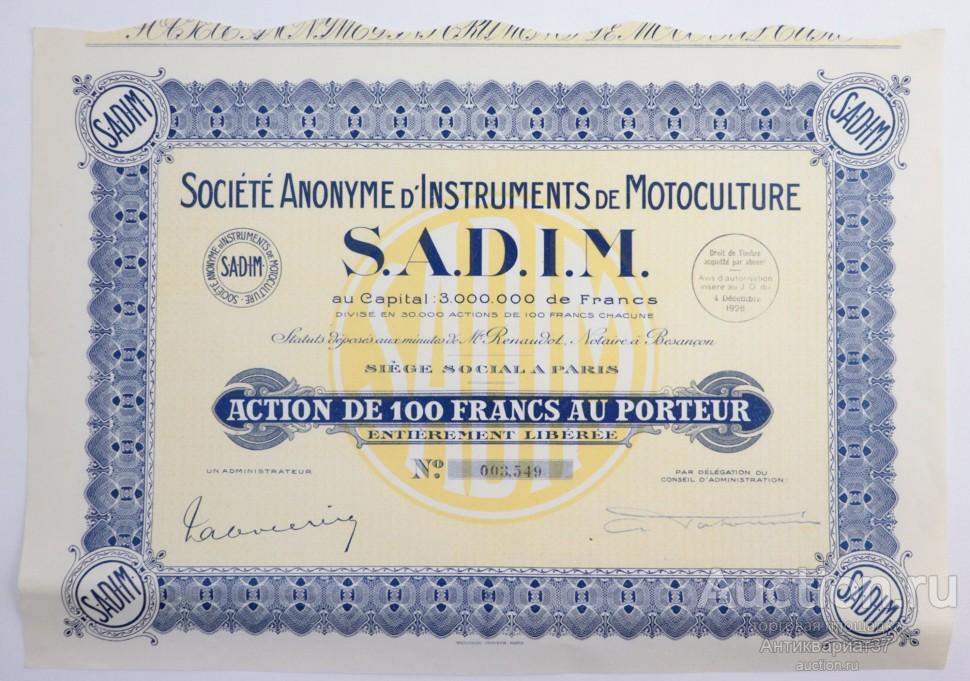 SADIM
SADIM
SOCIÉTÉ ANONYME D'INSTRUMENTS DE MOTOCULTURE
S.A.D.I.M.
SOCIÉTÉ ANONYME D'INSTRUMENTS DE MOTOCULTURE
SADIM
Droit de Timbre
acquitté par abonnt
Avis d'autorisation
inséré au J.O. du
4 Décembre
1928
au Capital: 3.000.000 de Francs
DIVISÉ EN 30.000 ACTIONS DE 100 FRANCS CHACUNE
Statuts déposés aux minutes de Me Renaudot, Notaire à Besançon
SIÈGE SOCIAL A PARIS
SADIM
ACTION DE 100 FRANCS AU PORTEUR
ENTIÈREMENT LIBÉRÉE
No. 003,549
UN ADMINISTRATEUR
PAR DÉLÉGATION DU
CONSEIL D'ADMINISTRATION
SADIM
SADIM
Auction.ru
торговая площадка
Антиквариат37
auction.ru